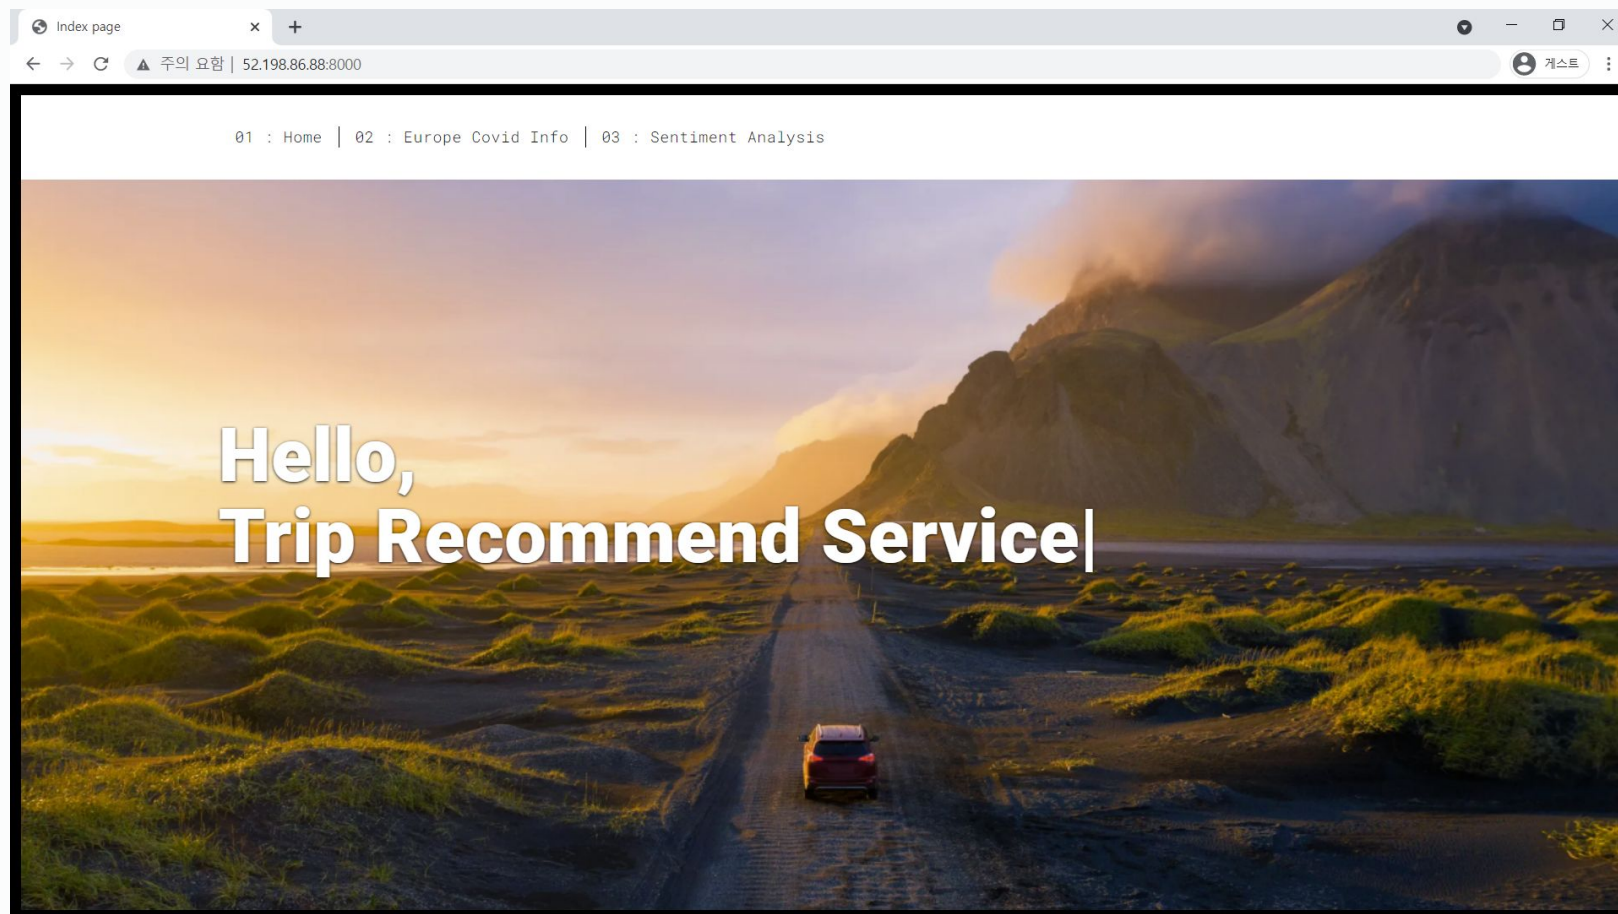 Index page
주의 요함 | 52.198.86.88:8000
게스트
01 : Home | 02 : Europe Covid Info | 03 : Sentiment Analysis
Hello,
Trip Recommend Service|